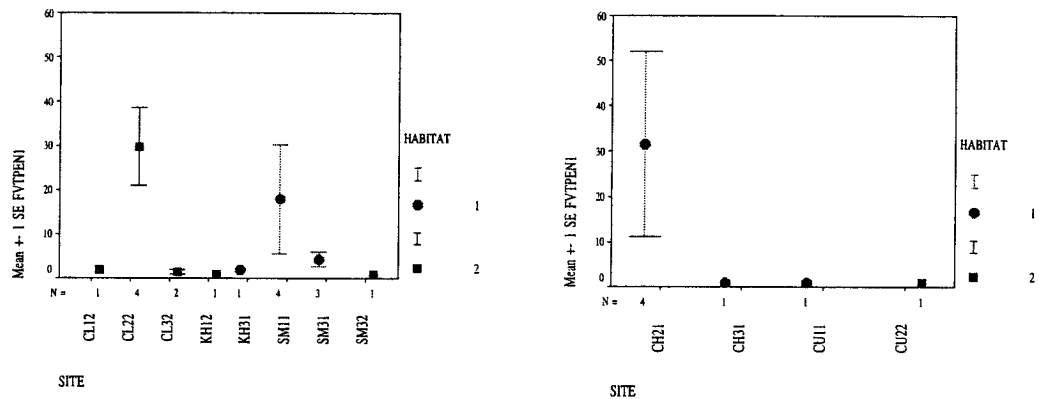 60
50
40
30
20
10
0
Mean +- 1 SE FVTPEN1
N = 1 4 2 1 1 4 3 1
CL12 CL22 CL32 KH12 KH31 SM11 SM31 SM32
SITE
HABITAT
1
2
60
50
40
30
20
10
0
Mean +- 1 SE FVTPEN1
N = 4 1 1 1
CH21 CH31 CU11 CU22
SITE
HABITAT
1
2